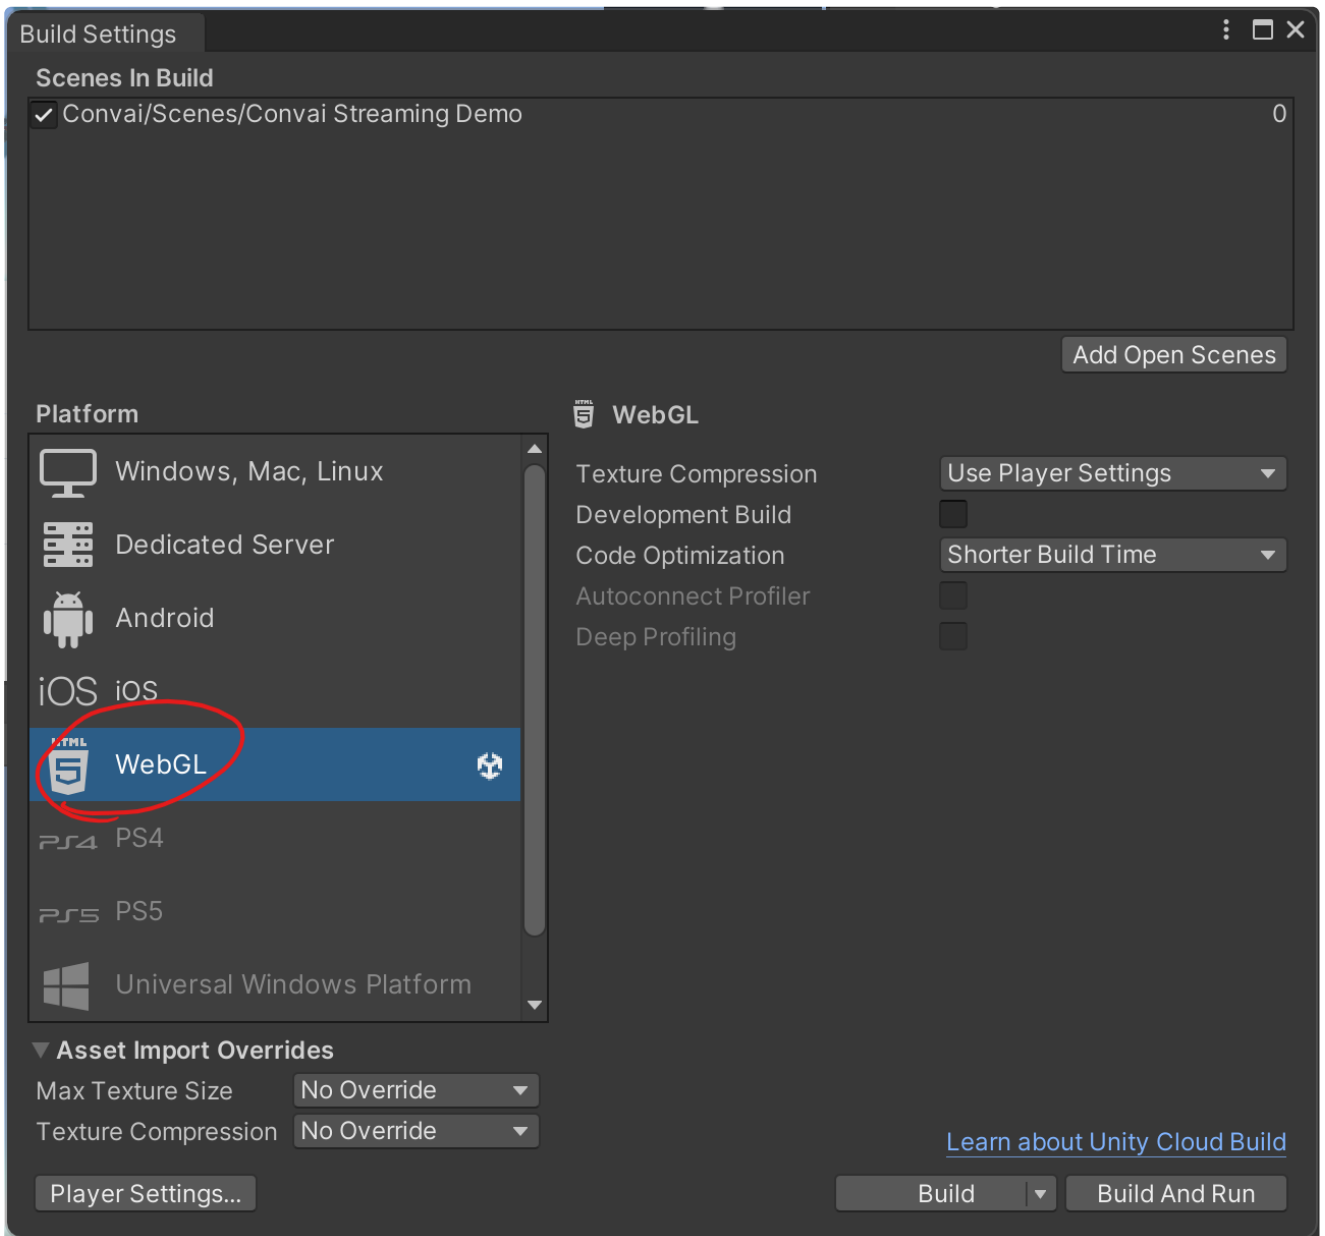 Build Settings
Scenes In Build
Convai/Scenes/Convai Streaming Demo 0
Add Open Scenes
Platform
HTML 5 WebGL
Windows, Mac, Linux
Texture Compression Use Player Settings
Development Build
Dedicated Server
Code Optimization Shorter Build Time
Autoconnect Profiler
Android
Deep Profiling
iOS iOS
HTML 5 WebGL
PS4 PS4
PS5 PS5
Universal Windows Platform
Asset Import Overrides
Max Texture Size No Override
Texture Compression No Override
Learn about Unity Cloud Build
Player Settings... Build Build And Run